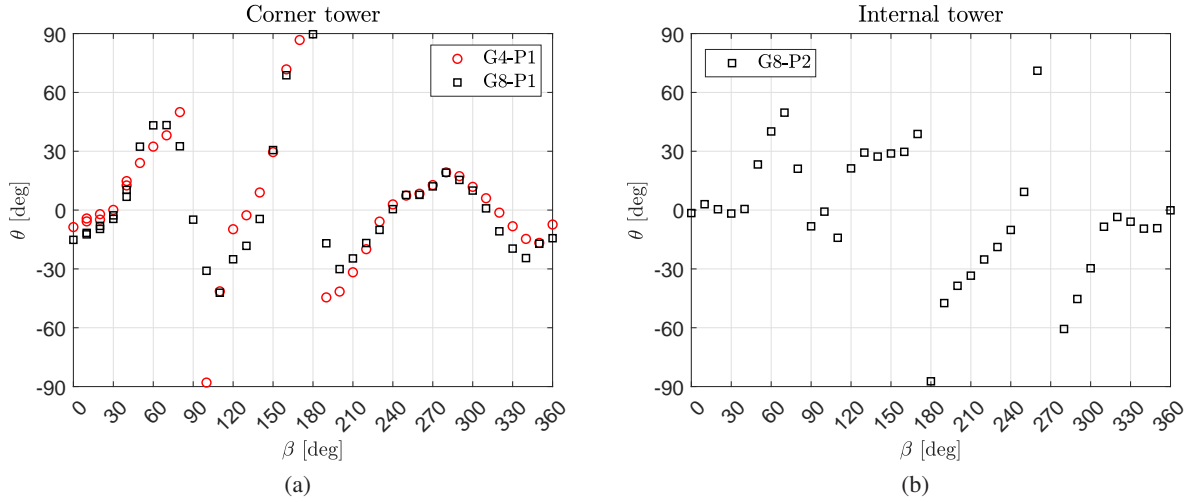 Corner tower
90
60
30
0
-30
-60
-90
θ [deg]
G4-P1
G8-P1
0 30 60 90 120 150 180 210 240 270 300 330 360
β [deg]
(a)
Internal tower
90
60
30
0
-30
-60
-90
θ [deg]
G8-P2
0 30 60 90 120 150 180 210 240 270 300 330 360
β [deg]
(b)